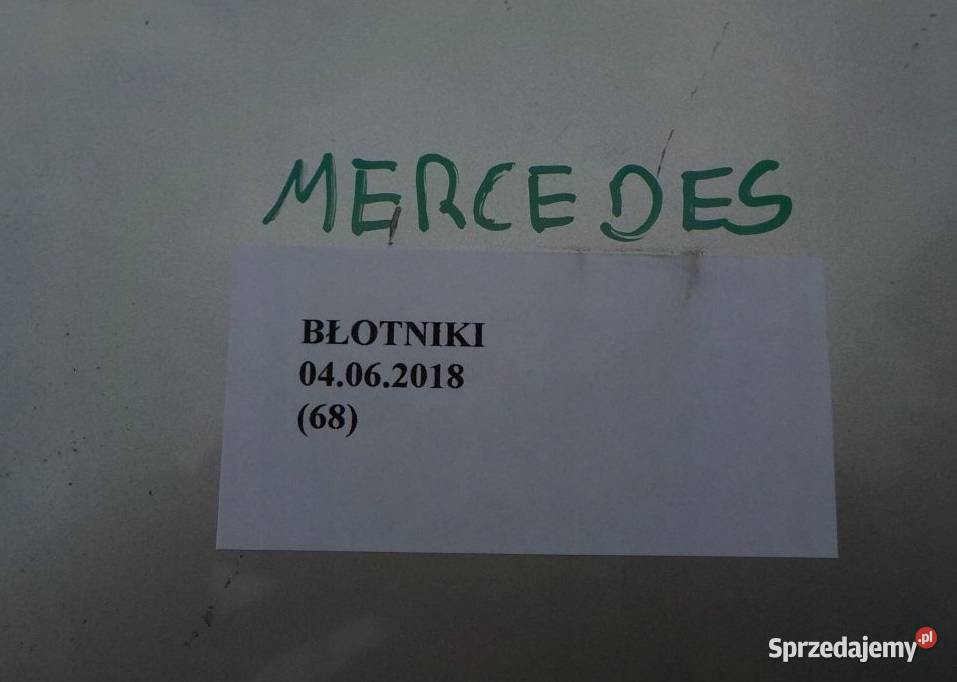 MERCEDES
BŁOTNIKI
04.06.2018
(68)
Sprzedajemy.pl